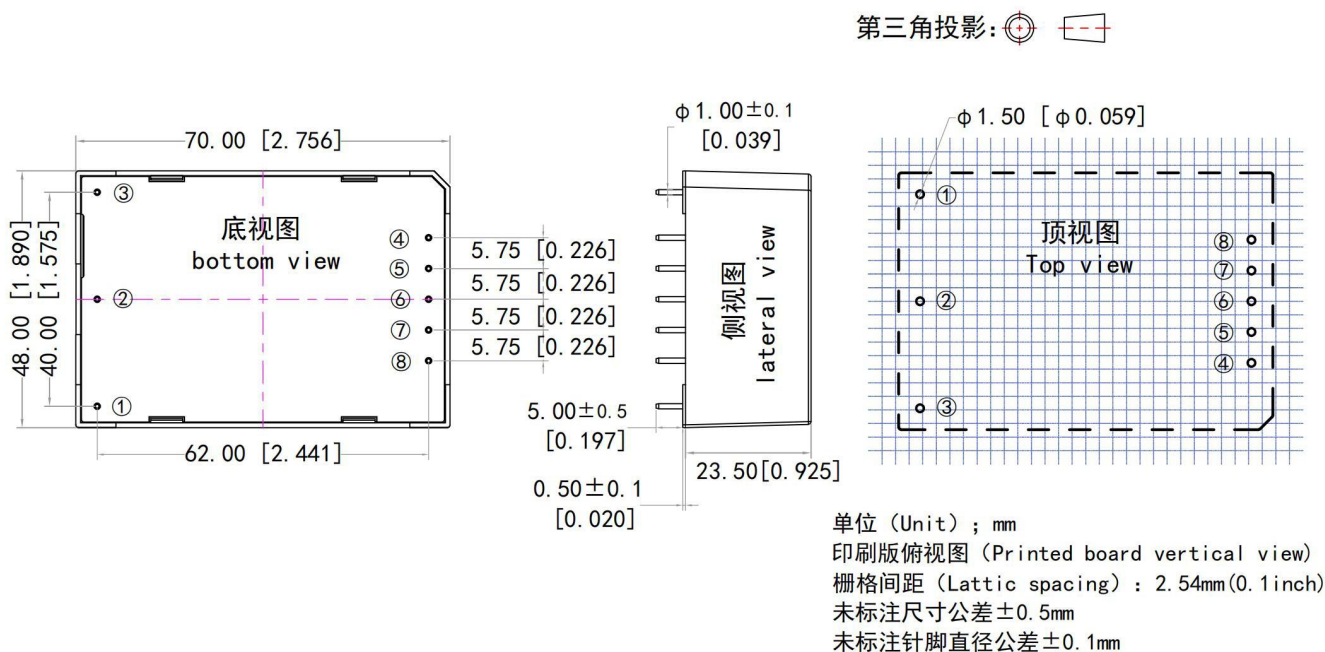 第三角投影:
70.00 [2.756]
48.00 [1.890]
40.00 [1.575]
③
②
①
底视图
bottom view
④
⑤
⑥
⑦
⑧
5.75 [0.226]
5.75 [0.226]
5.75 [0.226]
5.75 [0.226]
62.00 [2.441]
φ1.00±0.1
[0.039]
侧视图
lateral view
5.00±0.5
[0.197]
23.50[0.925]
0.50±0.1
[0.020]
φ1.50 [φ0.059]
①
②
③
顶视图
Top view
⑧
⑦
⑥
⑤
④
单位（Unit）; mm
印刷版俯视图（Printed board vertical view）
栅格间距（Lattic spacing）: 2.54mm(0.1inch)
未标注尺寸公差±0.5mm
未标注针脚直径公差±0.1mm